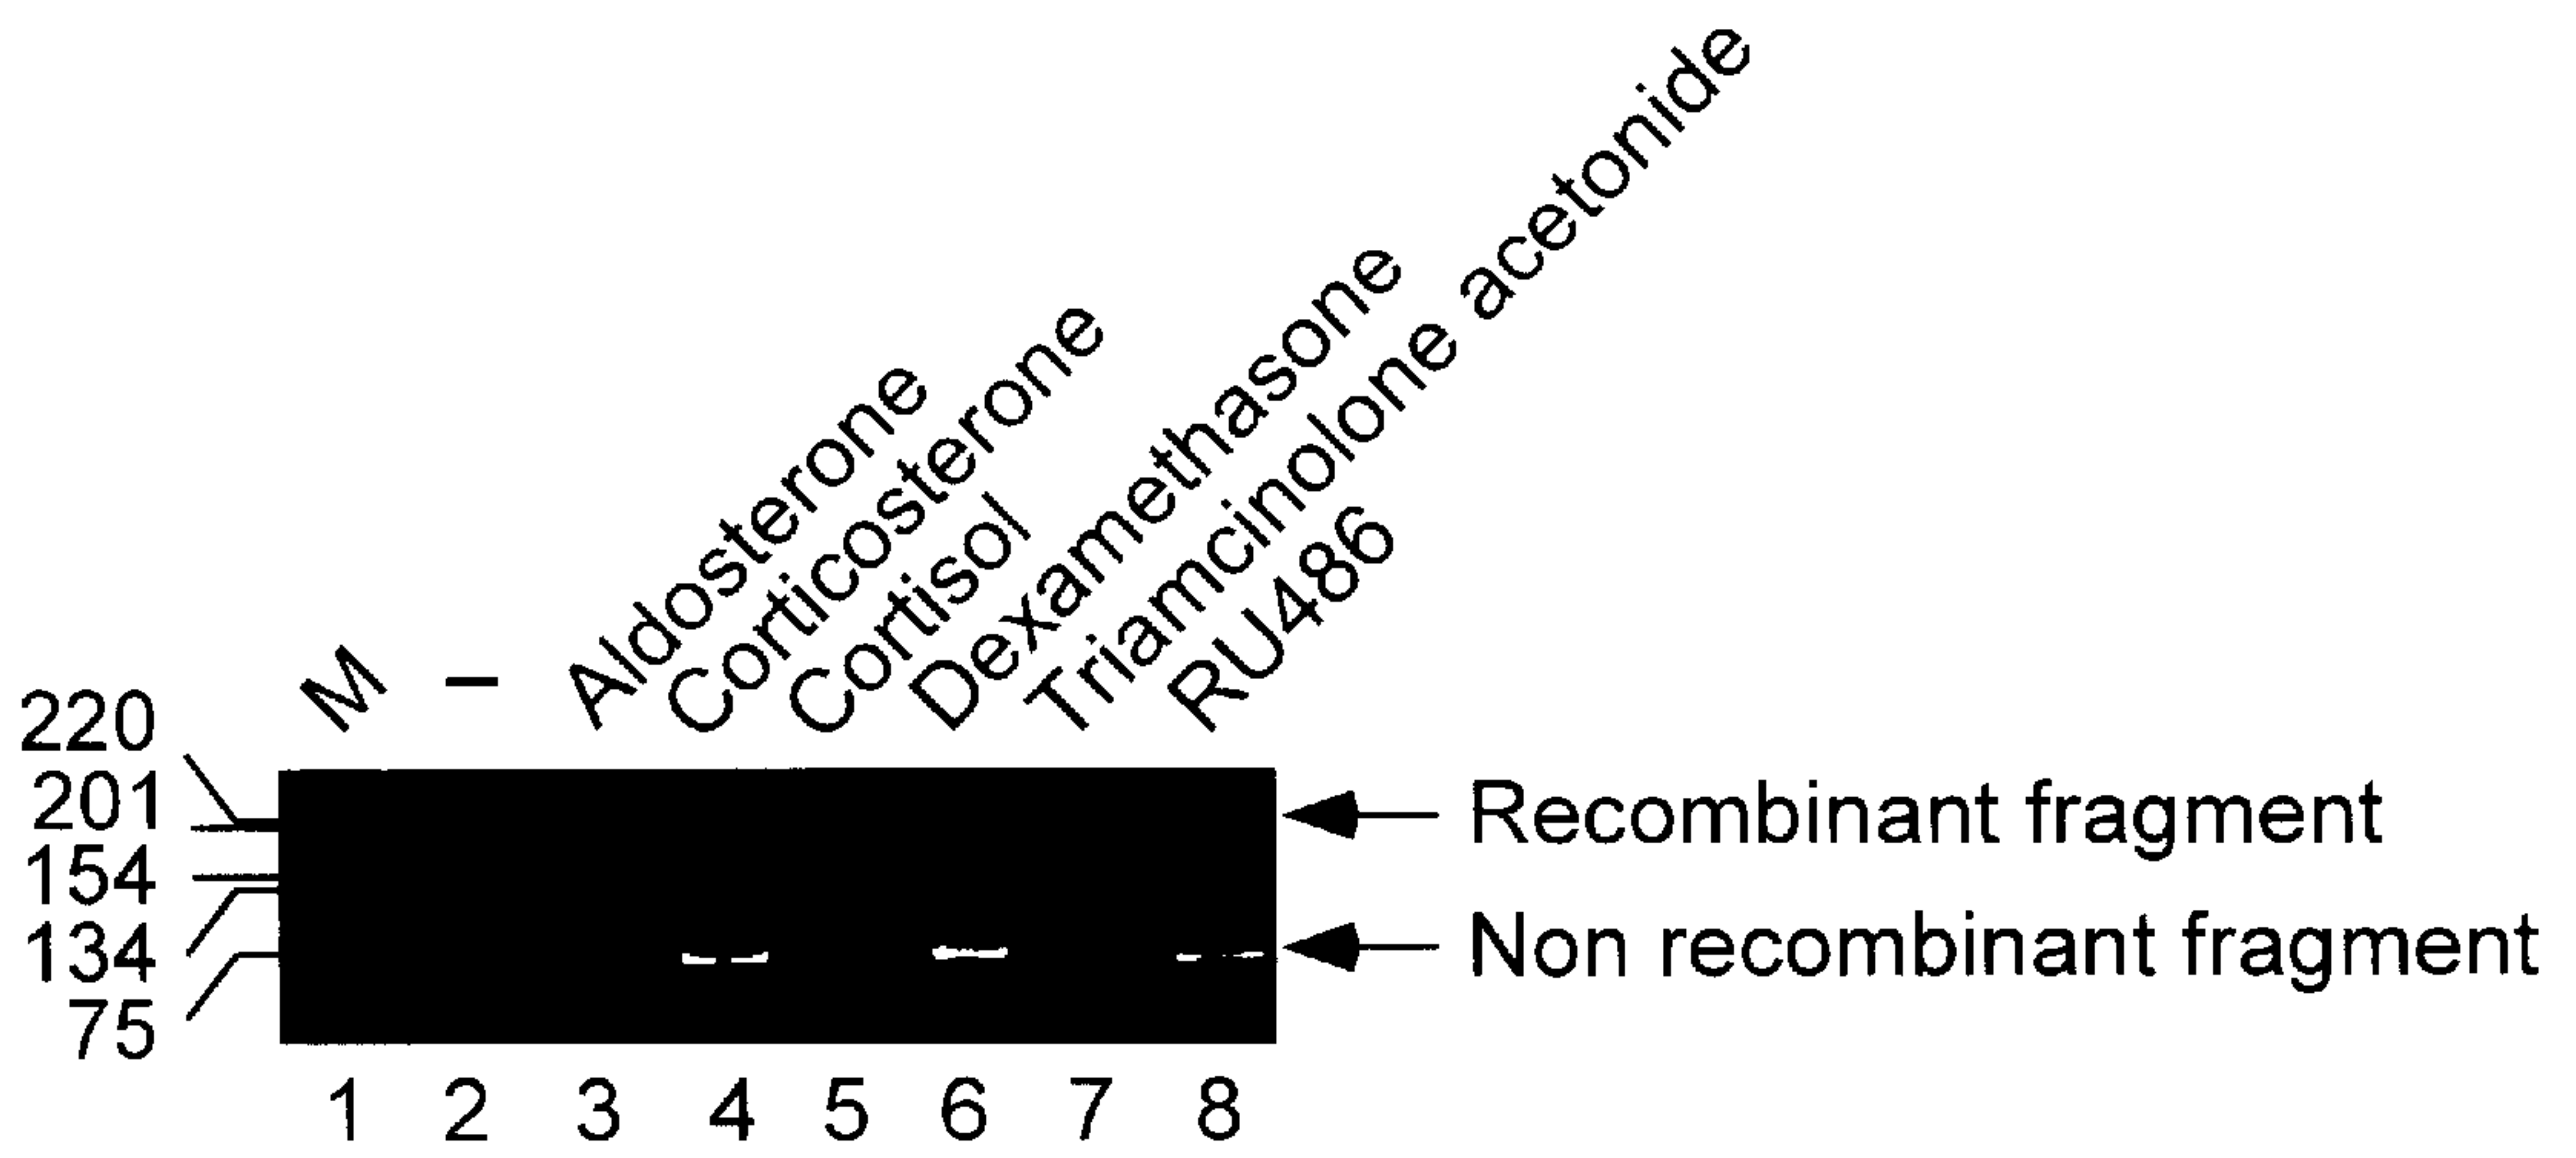 M
–
Aldosterone
Corticosterone
Cortisol
Dexamethasone
Triamcinolone acetonide
RU486
220
201
154
134
75
Recombinant fragment
Non recombinant fragment
1 2 3 4 5 6 7 8